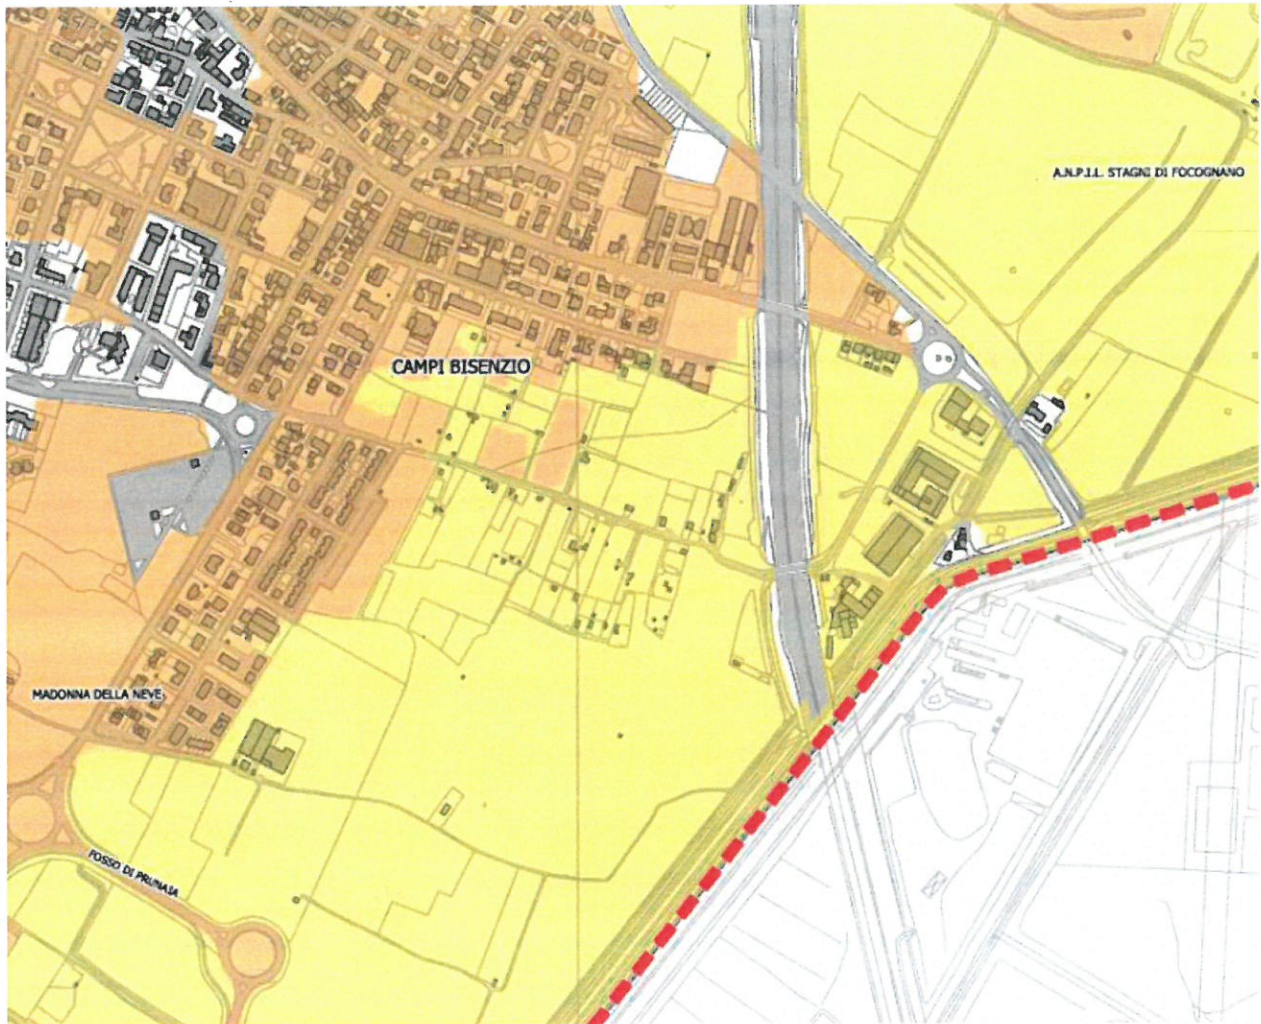 A.N.P.I.L. STAGNI DI FOCOGNANO
CAMPI BISENZIO
MADONNA DELLA NEVE
FOSSO DI PRUNAIA